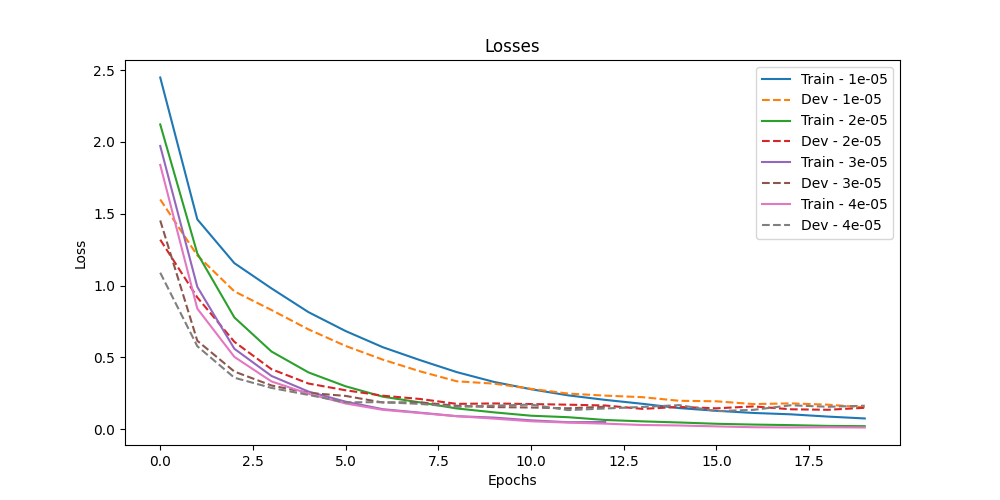 Losses
2.5
2.0
1.5
1.0
0.5
0.0
Loss
0.0 2.5 5.0 7.5 10.0 12.5 15.0 17.5
Epochs
Train - 1e-05
Dev - 1e-05
Train - 2e-05
Dev - 2e-05
Train - 3e-05
Dev - 3e-05
Train - 4e-05
Dev - 4e-05